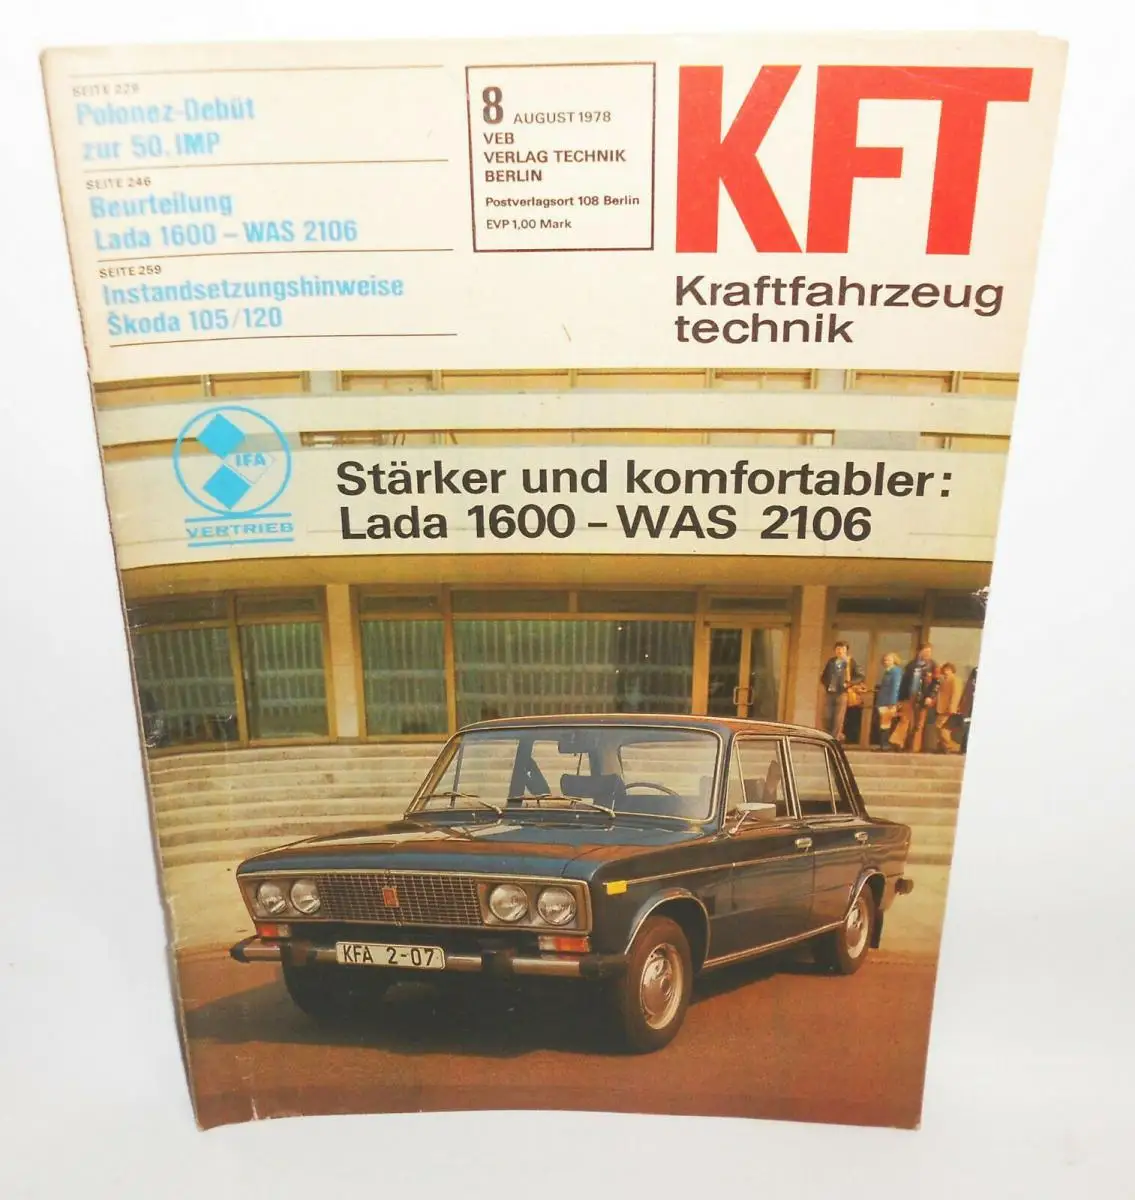 SEITE 229
Polonez-Debüt
zur 50. IMP
SEITE 246
Beurteilung
Lada 1600 – WAS 2106
SEITE 259
Instandsetzungshinweise
Škoda 105/120
8 AUGUST 1978
VEB
VERLAG TECHNIK
BERLIN
Postverlagsort 108 Berlin
EVP 1,00 Mark
KFT
Kraftfahrzeug
technik
IFA
VERTRIEB
Stärker und komfortabler:
Lada 1600 – WAS 2106
KFA 2-07